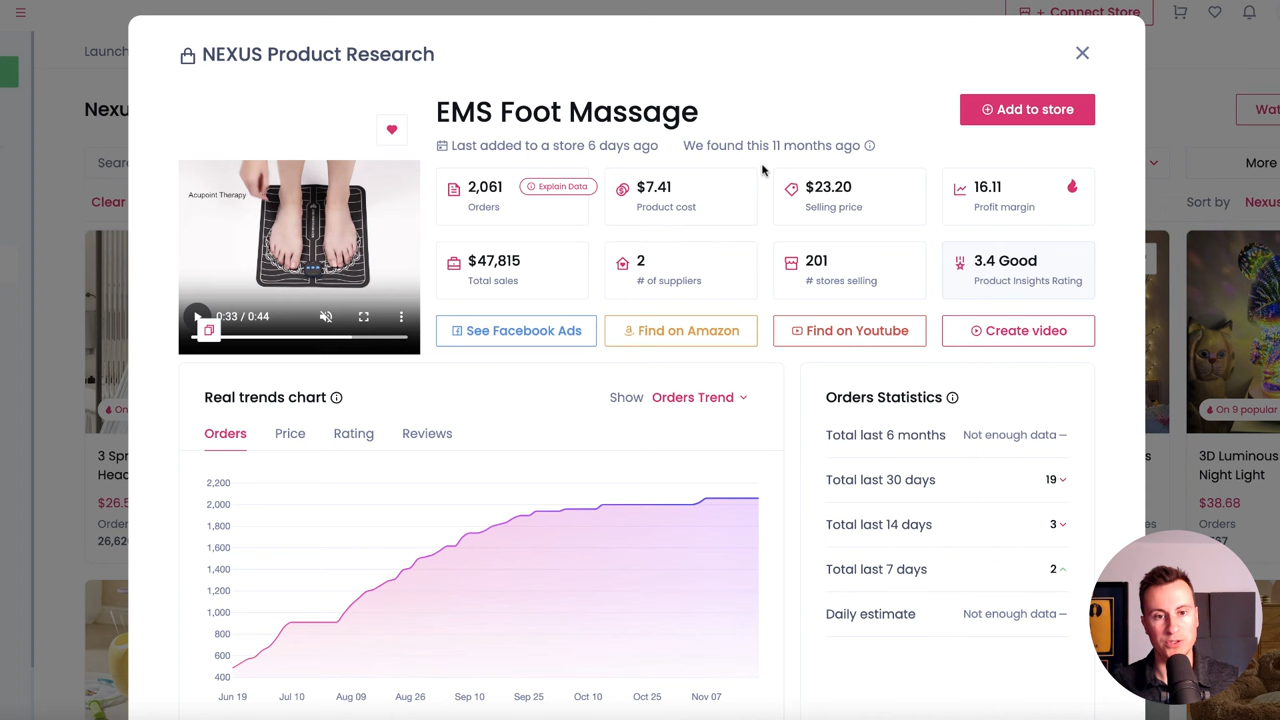 + Connect Store
NEXUS Product Research
Launch
Nexu
Wat
Sear
More
Clear
Sort by Nexus
EMS Foot Massage
Add to store
Last added to a store 6 days ago We found this 11 months ago
Acupoint Therapy
0:33 / 0:44
2,061
Orders
Explain Data
$7.41
Product cost
$23.20
Selling price
16.11
Profit margin
$47,815
Total sales
2
# of suppliers
201
# stores selling
3.4 Good
Product Insights Rating
See Facebook Ads
Find on Amazon
Find on Youtube
Create video
Real trends chart
Show Orders Trend
Orders Price Rating Reviews
2,200
2,000
1,800
1,600
1,400
1,200
1,000
800
600
400
Jun 19 Jul 10 Aug 09 Aug 26 Sep 10 Sep 25 Oct 10 Oct 25 Nov 07
Orders Statistics
Total last 6 months Not enough data
Total last 30 days 19
Total last 14 days 3
Total last 7 days 2
Daily estimate Not enough data
On
3 Spr
Head
$26.5
Order
26,62
On 9 popular
3D Luminous
Night Light
$38.68
Orders